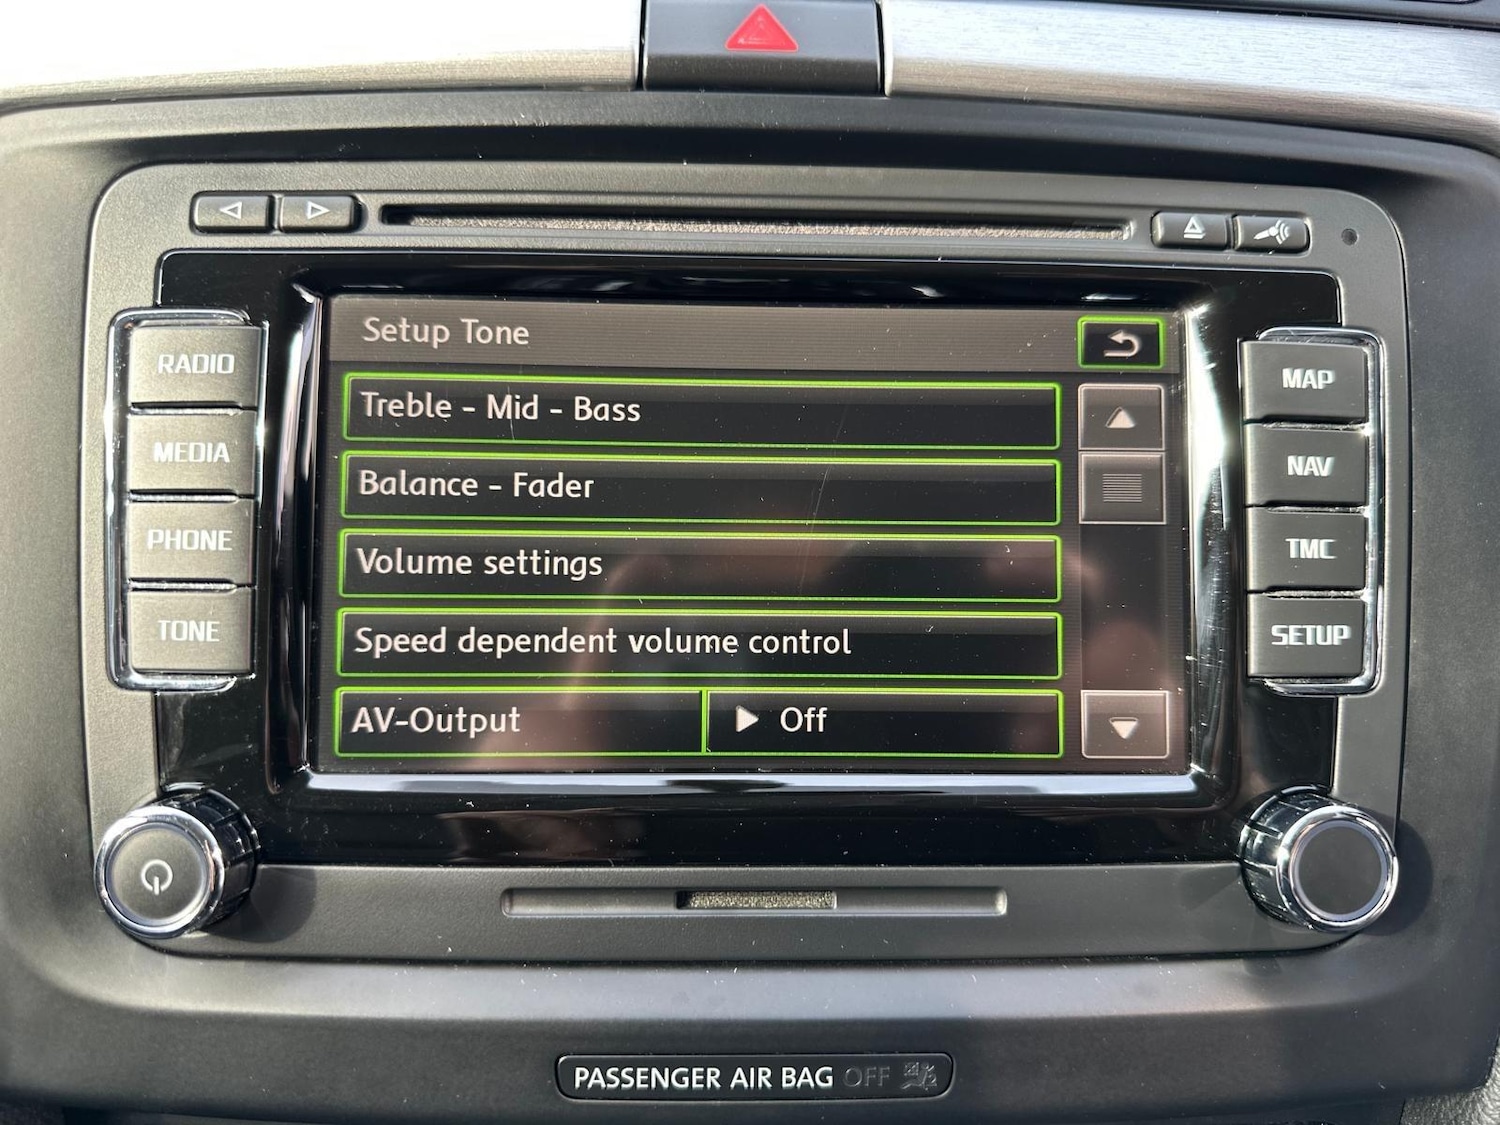 Setup Tone
Treble - Mid - Bass
Balance - Fader
Volume settings
Speed dependent volume control
AV-Output
Off
RADIO
MEDIA
PHONE
TONE
MAP
NAV
TMC
SETUP
PASSENGER AIR BAG OFF